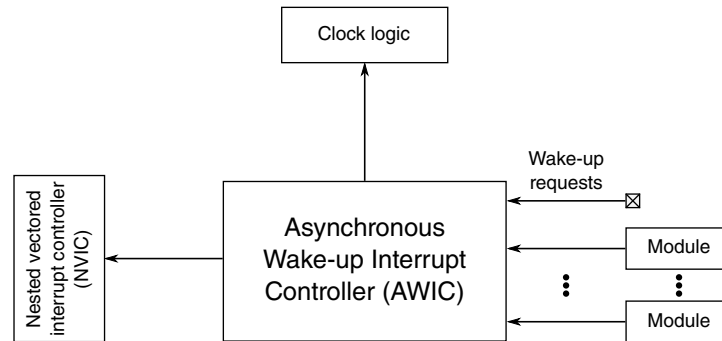 Clock logic
Wake-up
requests
Nested vectored
interrupt controller
(NVIC)
Asynchronous
Wake-up Interrupt
Controller (AWIC)
Module
Module